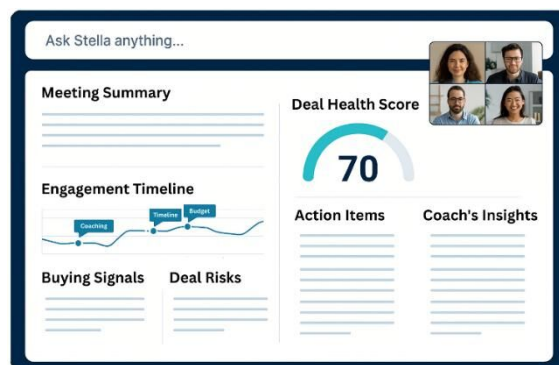 Ask Stella anything...
Meeting Summary
Engagement Timeline
Coaching
Timeline
Budget
Buying Signals
Deal Risks
Deal Health Score
70
Action Items
Coach's Insights